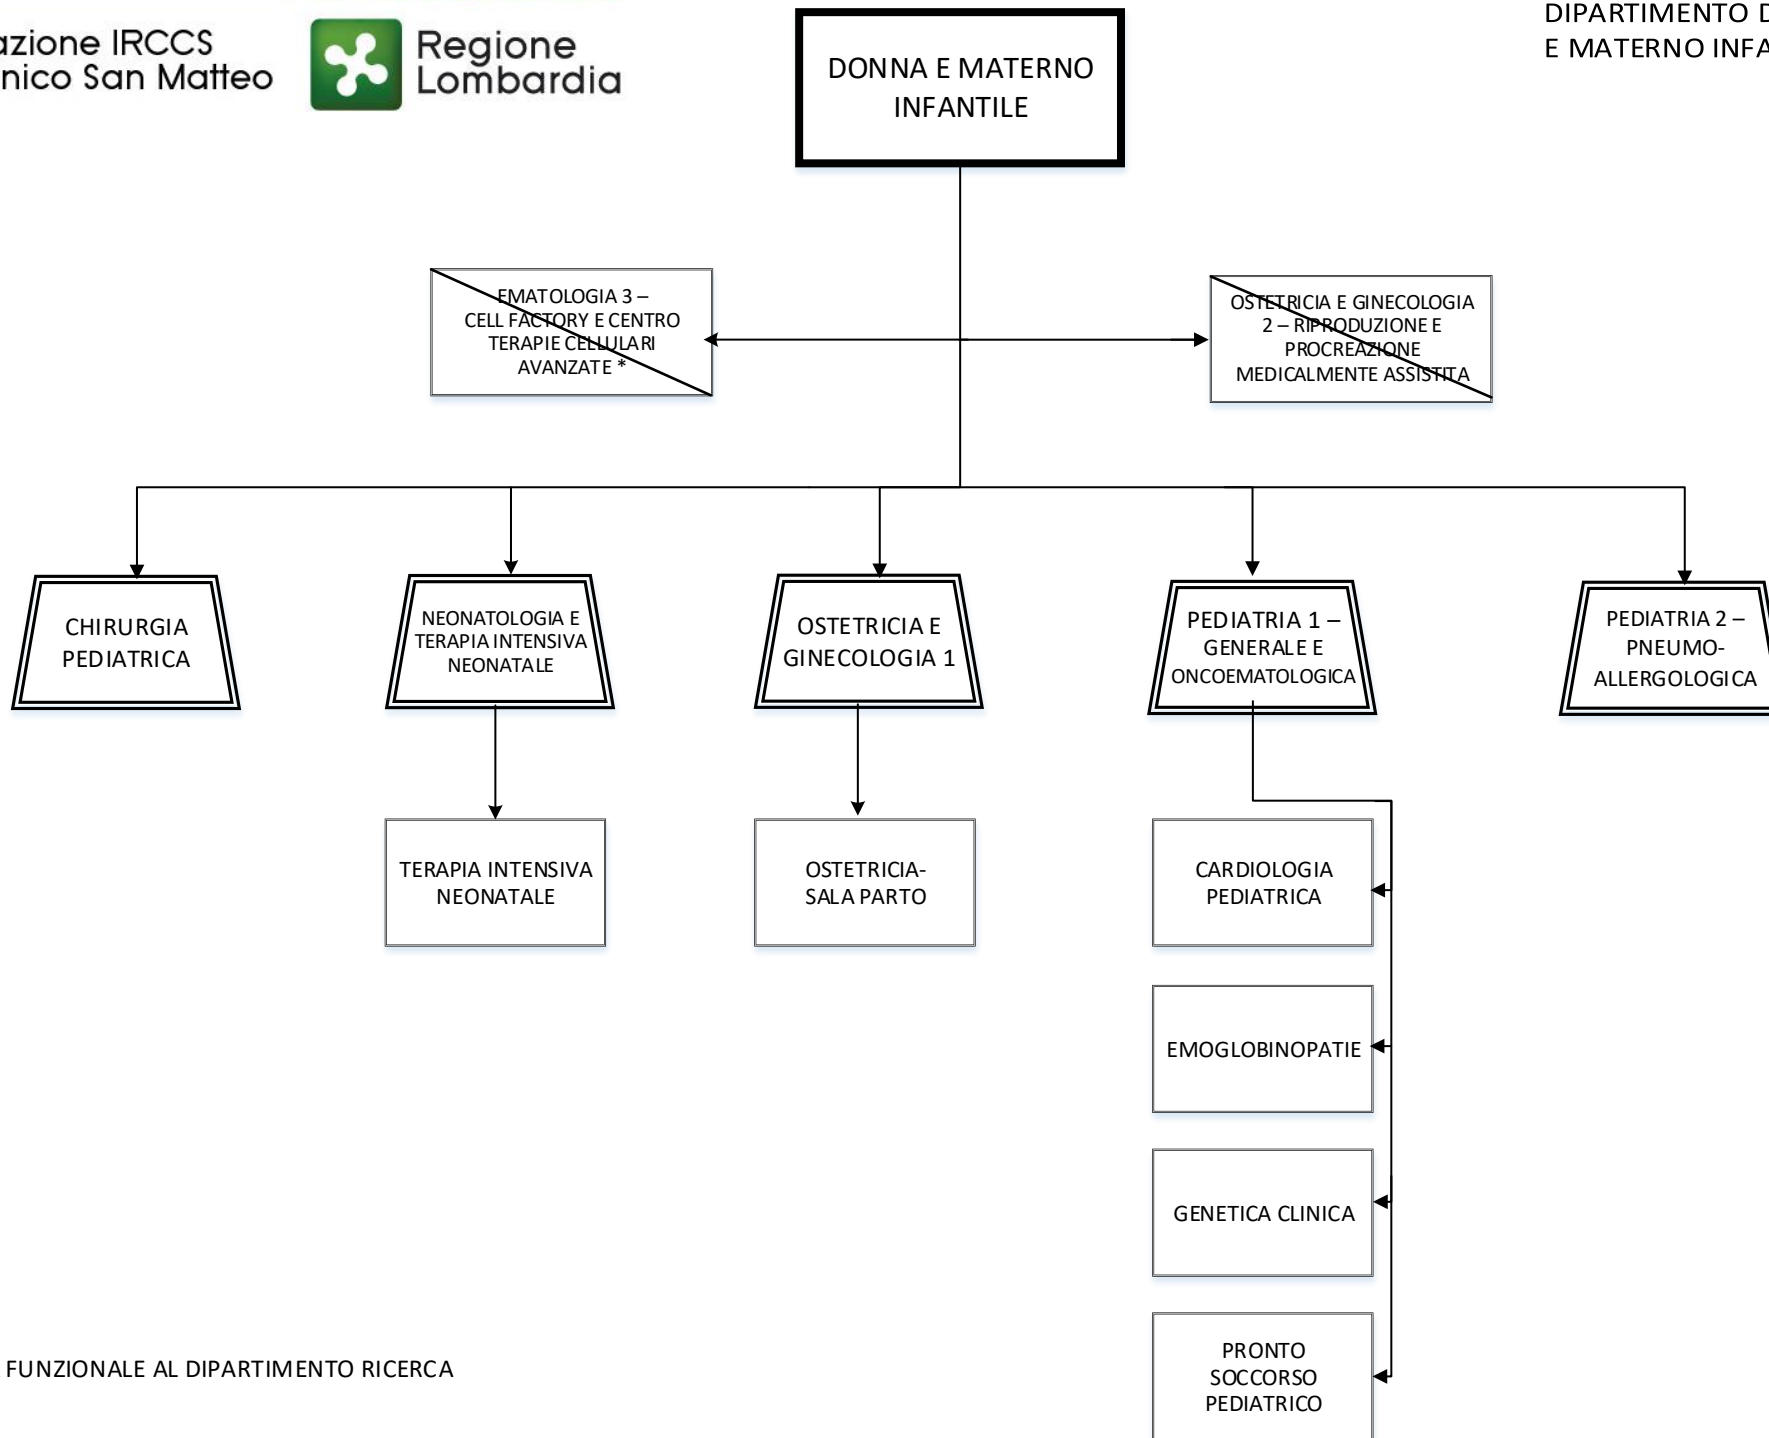 IRCCS
San Matteo
Regione
Lombardia
DONNA E MATERNO
INFANTILE
DIPARTIMENTO
E MATERNO
EMATOLOGIA 3 –
CELL FACTORY E CENTRO
TERAPIE CELLULARI
AVANZATE *
OSTETRICIA E GINECOLOGIA
2 – RIPRODUZIONE E
PROCREAZIONE
MEDICALMENTE ASSISTITA
CHIRURGIA
PEDIATRICA
NEONATOLOGIA E
TERAPIA INTENSIVA
NEONATALE
OSTETRICIA E
GINECOLOGIA 1
PEDIATRIA 1 –
GENERALE E
ONCOEMATOLOGICA
PEDIATRIA 2 –
PNEUMO-
ALLERGOLOGICA
TERAPIA INTENSIVA
NEONATALE
OSTETRICIA-
SALA PARTO
CARDIOLOGIA
PEDIATRICA
EMOGLOBINOPATIE
GENETICA CLINICA
PRONTO
SOCCORSO
PEDIATRICO
FUNZIONALE AL DIPARTIMENTO RICERCA